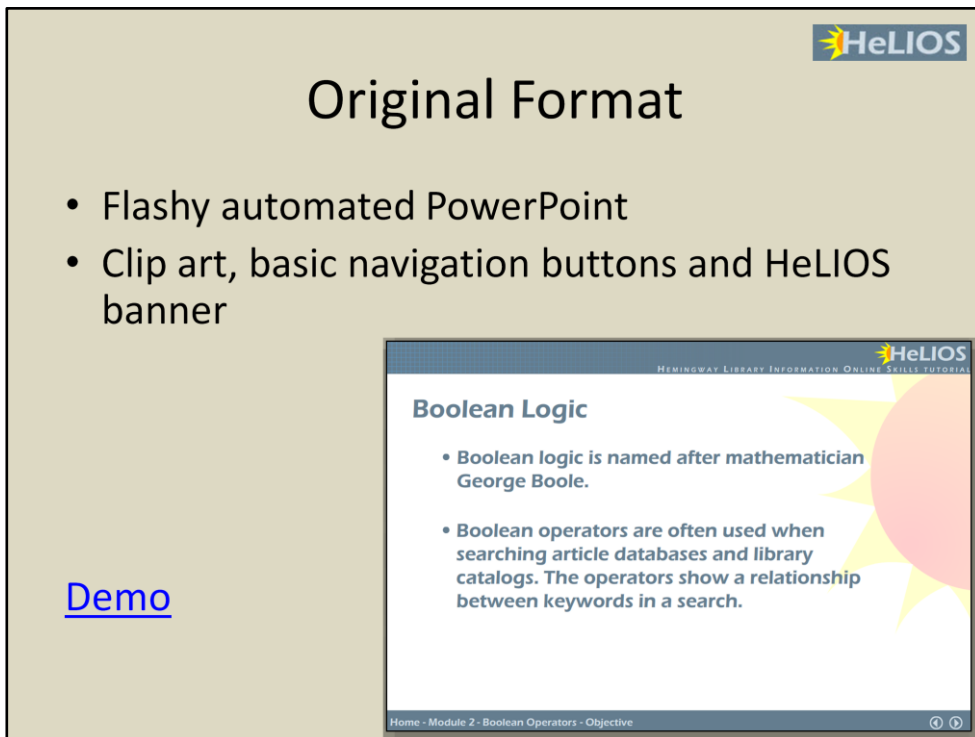 HeLIOS
Original Format
• Flashy automated PowerPoint
• Clip art, basic navigation buttons and HeLIOS
banner
HeLIOS
Hemingway Library Information Online Skills tutorial
Boolean Logic
• Boolean logic is named after mathematician
George Boole.
• Boolean operators are often used when
searching article databases and library
catalogs. The operators show a relationship
between keywords in a search.
Demo
Home - Module 2 - Boolean Operators - Objective